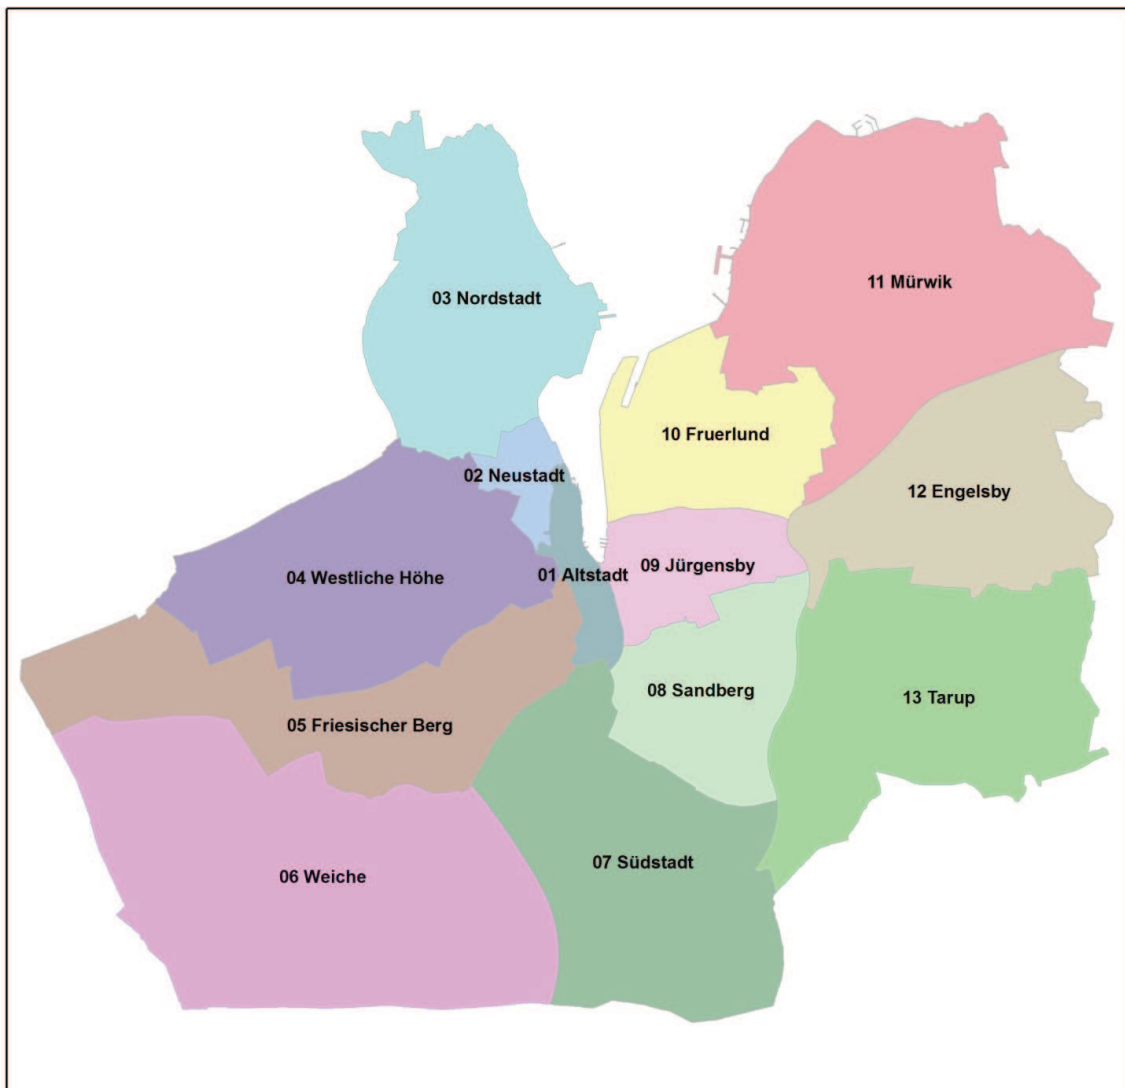 11 Mürwik
03 Nordstadt
10 Fruerlund
02 Neustadt
12 Engelsby
09 Jürgensby
01 Altstadt
04 Westliche Höhe
08 Sandberg
13 Tarup
05 Friesischer Berg
07 Südstadt
06 Weiche